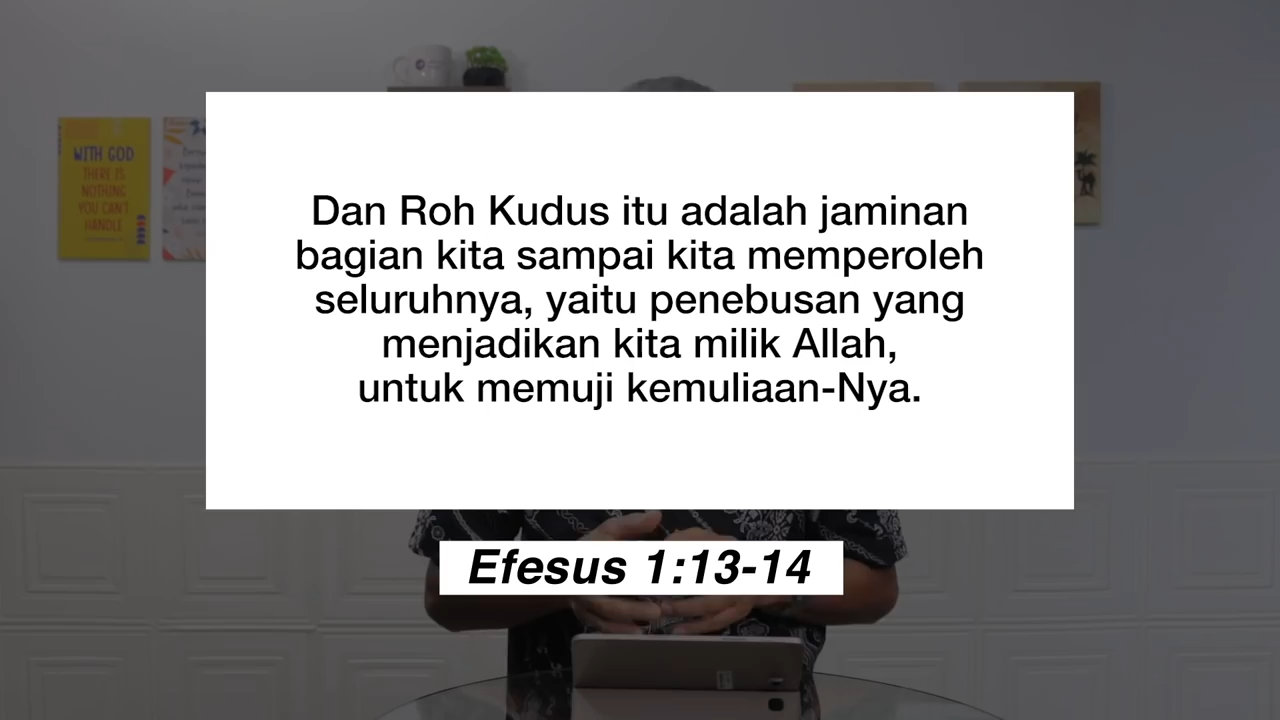 WITH GOD
THERE IS
NOTHING
YOU CAN'T
HANDLE
Dan Roh Kudus itu adalah jaminan
bagian kita sampai kita memperoleh
seluruhnya, yaitu penebusan yang
menjadikan kita milik Allah,
untuk memuji kemuliaan-Nya.
Efesus 1:13-14